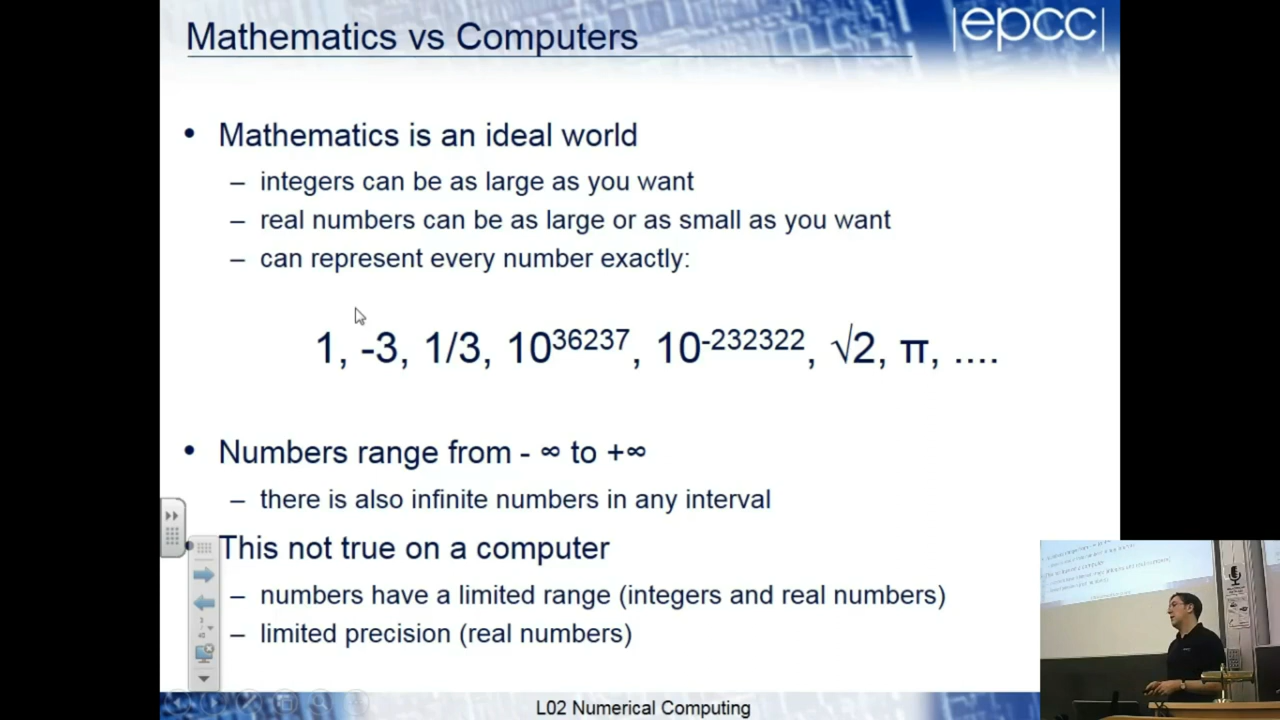 Mathematics vs Computers
|epcc|
• Mathematics is an ideal world
– integers can be as large as you want
– real numbers can be as large or as small as you want
– can represent every number exactly:
1, -3, 1/3, 10^36237, 10^-232322, √2, π, ....
• Numbers range from - ∞ to +∞
– there is also infinite numbers in any interval
• This not true on a computer
– numbers have a limited range (integers and real numbers)
– limited precision (real numbers)
L02 Numerical Computing